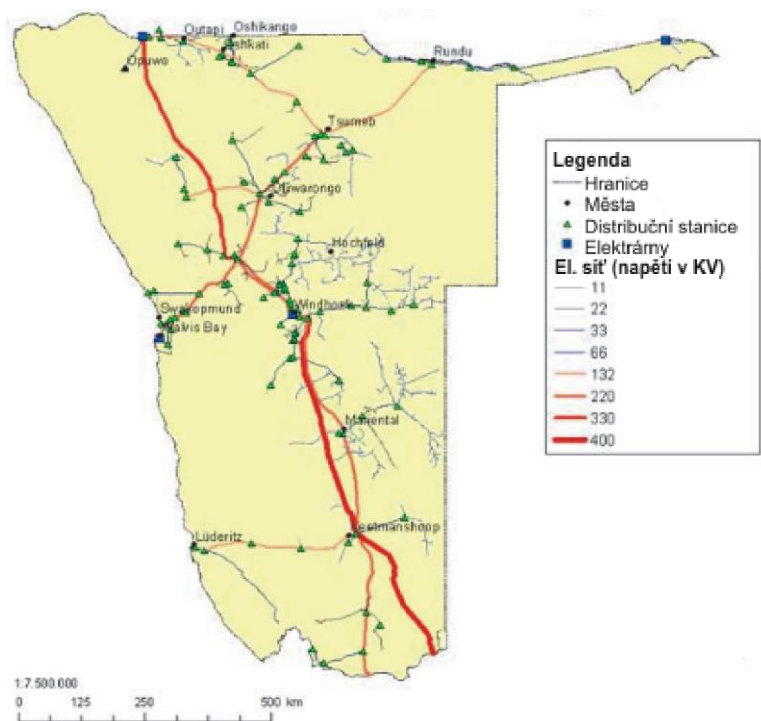 Outapi
Oshikango
Oshkati
Opuwo
Rundu
Tsumeb
Otjiwarongo
Hochfeld
Windhoek
Swakopmund
Walvis Bay
Mariental
Lüderitz
Keetmanshoop
Legenda
Hranice
Města
Distribuční stanice
Elektrárny
El. síť (napětí v KV)
11
22
33
66
132
220
330
400
1:7.500.000
0 125 250 500 km